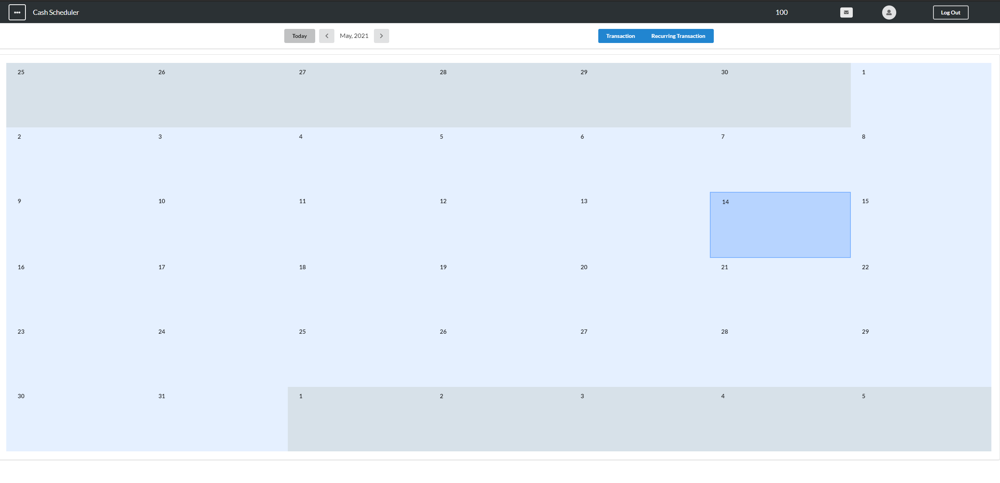 Cash Scheduler 100 Log Out
Today May, 2021 Transaction Recurring Transaction
25 26 27 28 29 30 1
2 3 4 5 6 7 8
9 10 11 12 13 14 15
16 17 18 19 20 21 22
23 24 25 26 27 28 29
30 31 1 2 3 4 5